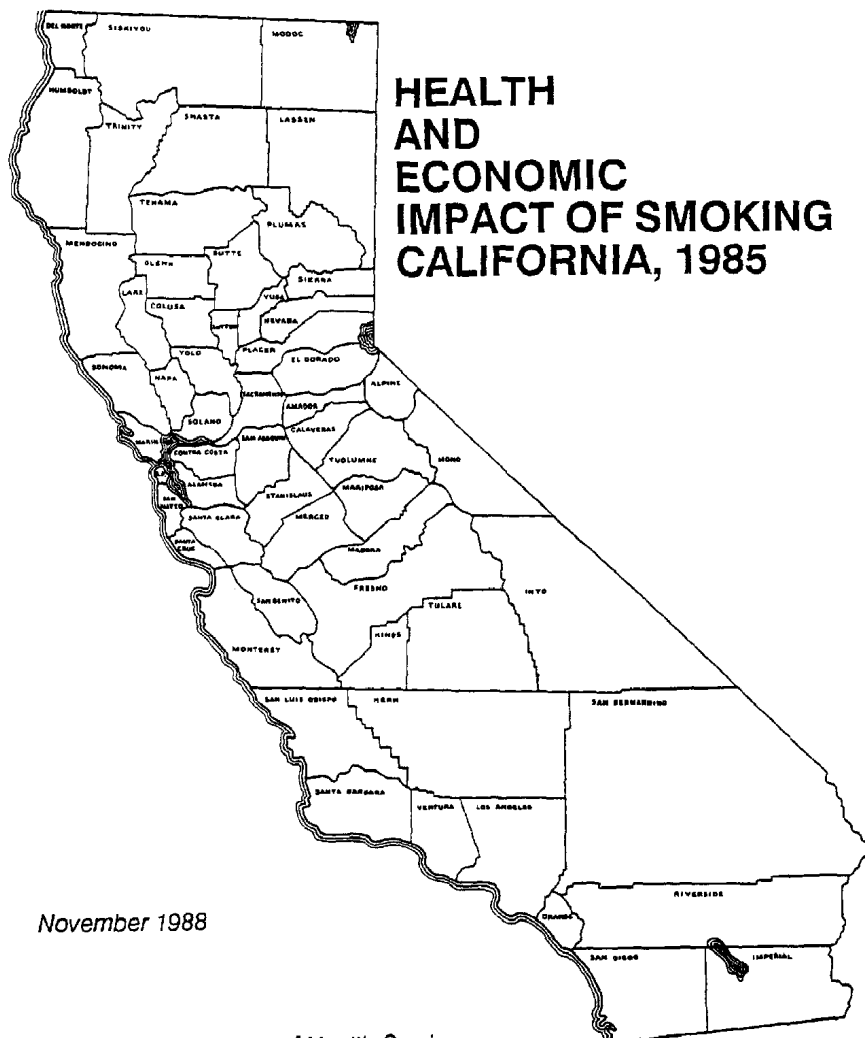 DEL NORTE
SISKIYOU
MODOC
HUMBOLDT
TRINITY
SHASTA
LASSEN
HEALTH
AND
ECONOMIC
IMPACT OF SMOKING
CALIFORNIA, 1985
TEHAMA
PLUMAS
MENDOCINO
GLENN
BUTTE
SIERRA
LAKE
COLUSA
YUBA
SUTTER
NEVADA
PLACER
YOLO
EL DORADO
SONOMA
NAPA
SACRAMENTO
ALPINE
SOLANO
AMADOR
CALAVERAS
MARIN
CONTRA COSTA
SAN JOAQUIN
TUOLUMNE
MONO
ALAMEDA
STANISLAUS
MARIPOSA
SAN
MATEO
SANTA CLARA
MERCED
SANTA
CRUZ
MADERA
FRESNO
SAN BENITO
TULARE
INYO
KINGS
MONTEREY
SAN LUIS OBISPO
KERN
SAN BERNARDINO
SANTA BARBARA
VENTURA
LOS ANGELES
RIVERSIDE
ORANGE
November 1988
SAN DIEGO
IMPERIAL